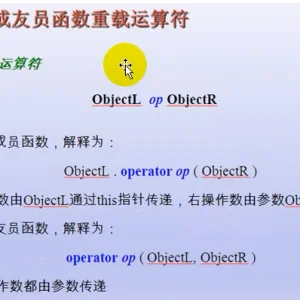 或友员函数重载运算符
运算符
ObjectL op ObjectR
成员函数，解释为：
ObjectL . operator op ( ObjectR )
数由ObjectL通过this指针传递，右操作数由参数Ob
友员函数，解释为：
operator op ( ObjectL, ObjectR )
作数都由参数传递